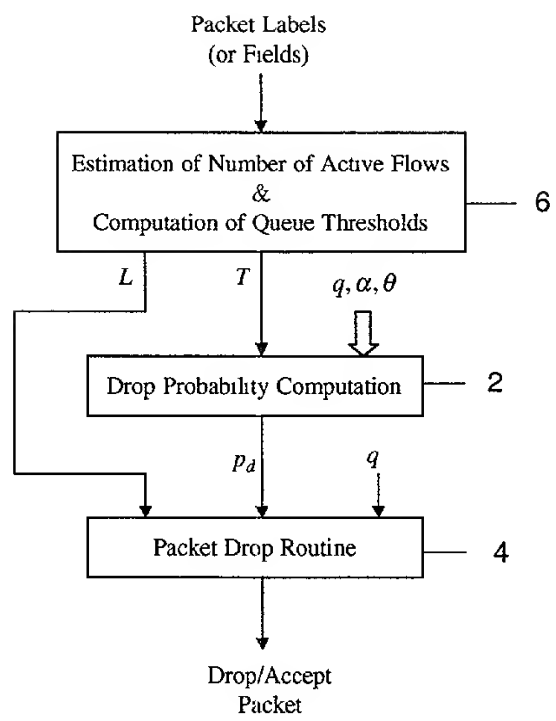 Packet Labels
(or Fields)
Estimation of Number of Active Flows
&
Computation of Queue Thresholds
6
L
T
q, α, θ
Drop Probability Computation
2
p_d
q
Packet Drop Routine
4
Drop/Accept
Packet